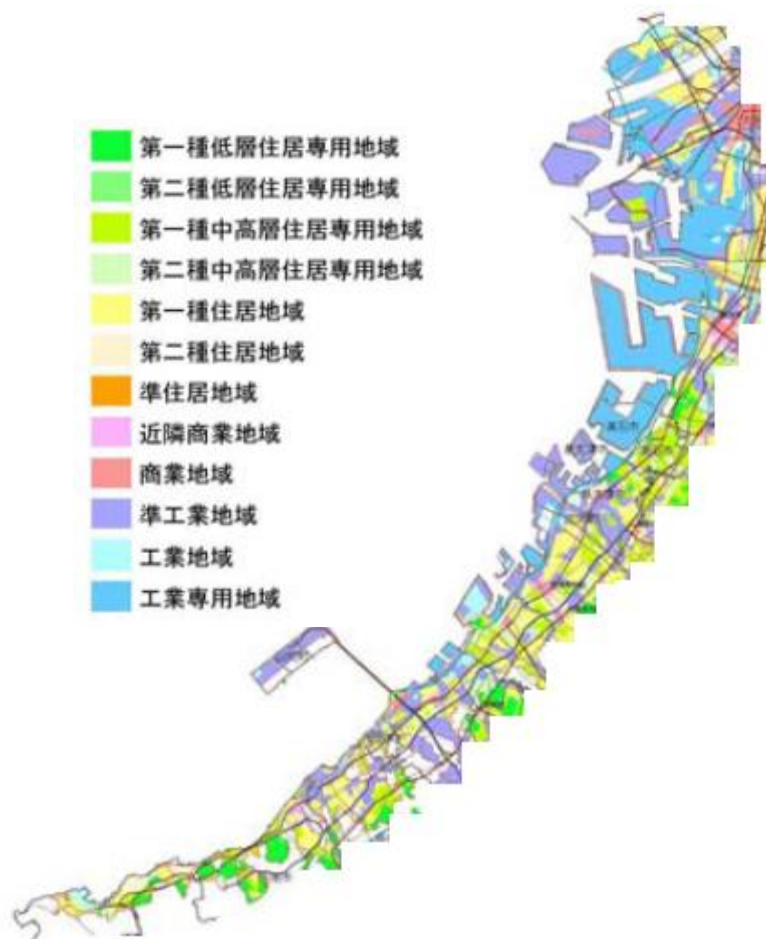 第一種低層住居専用地域
第二種低層住居専用地域
第一種中高層住居専用地域
第二種中高層住居専用地域
第一種住居地域
第二種住居地域
準住居地域
近隣商業地域
商業地域
準工業地域
工業地域
工業専用地域
高石市